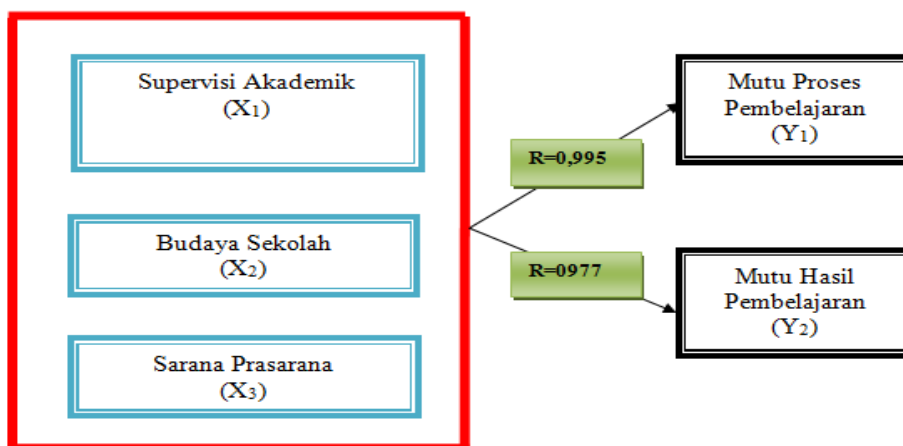 Supervisi Akademik
(X1)
Budaya Sekolah
(X2)
Sarana Prasarana
(X3)
R=0,995
R=0977
Mutu Proses
Pembelajaran
(Y1)
Mutu Hasil
Pembelajaran
(Y2)